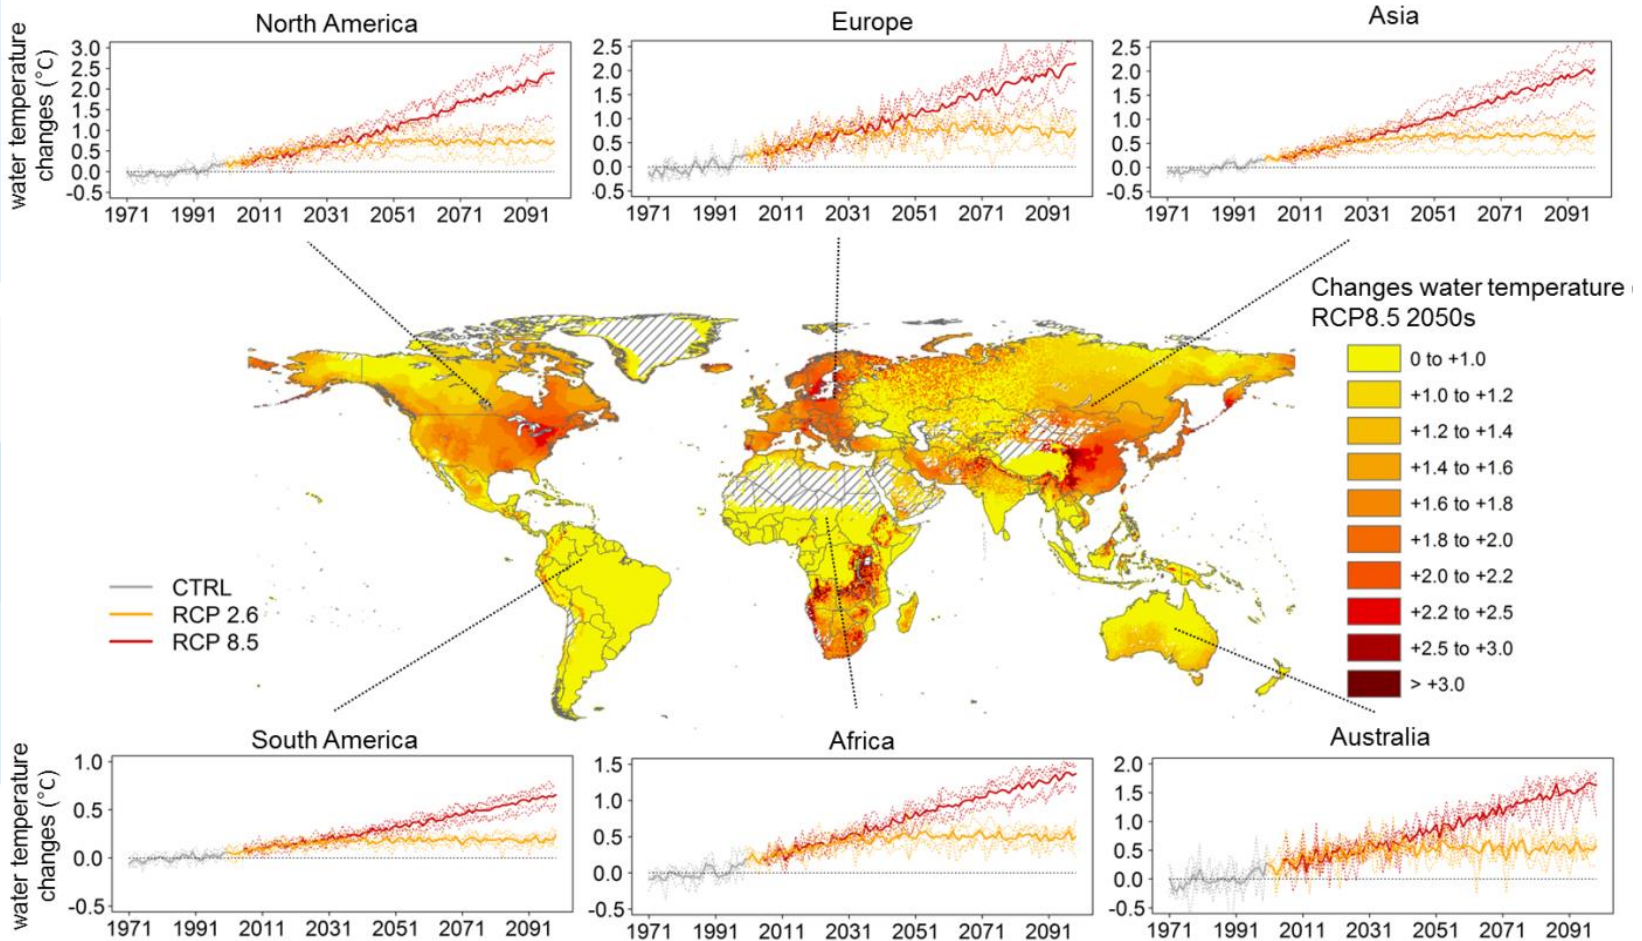 North America
Europe
Asia
water temperature
changes (°C)
3.0
2.5
2.0
1.5
1.0
0.5
0.0
-0.5
1971 1991 2011 2031 2051 2071 2091
2.5
2.0
1.5
1.0
0.5
0.0
-0.5
1971 1991 2011 2031 2051 2071 2091
2.5
2.0
1.5
1.0
0.5
0.0
-0.5
1971 1991 2011 2031 2051 2071 2091
Changes water temperature
RCP8.5 2050s
0 to +1.0
+1.0 to +1.2
+1.2 to +1.4
+1.4 to +1.6
+1.6 to +1.8
+1.8 to +2.0
+2.0 to +2.2
+2.2 to +2.5
+2.5 to +3.0
> +3.0
CTRL
RCP 2.6
RCP 8.5
South America
Africa
Australia
water temperature
changes (°C)
1.0
0.5
0.0
-0.5
1971 1991 2011 2031 2051 2071 2091
1.5
1.0
0.5
0.0
-0.5
1971 1991 2011 2031 2051 2071 2091
2.0
1.5
1.0
0.5
0.0
-0.5
1971 1991 2011 2031 2051 2071 2091